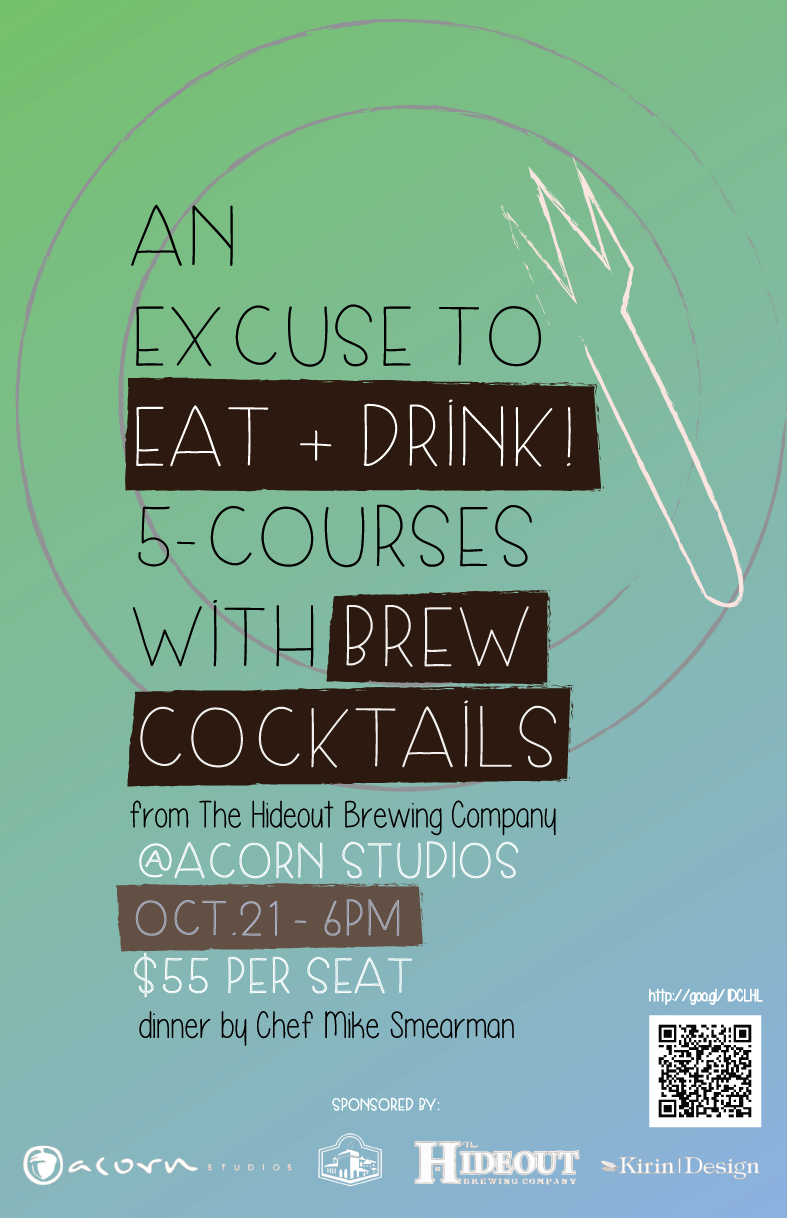 AN
EXCUSE TO
EAT + DRINK!
5-COURSES
WITH BREW
COCKTAILS
from The Hideout Brewing Company
@ACORN STUDIOS
OCT.21 - 6PM
$55 PER SEAT
dinner by Chef Mike Smearman
http://goo.gl/IDCLHL
SPONSORED BY:
acorn STUDIOS
The HIDEOUT BREWING COMPANY
Kirin|Design